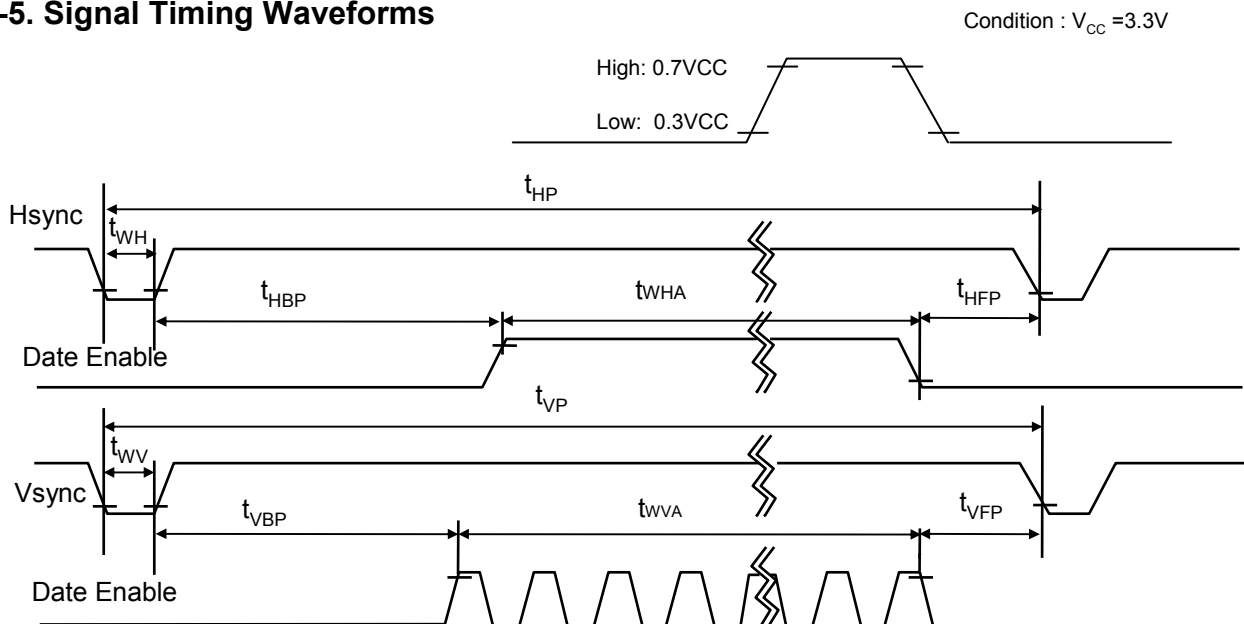 -5. Signal Timing Waveforms
Condition : VCC =3.3V
High: 0.7VCC
Low: 0.3VCC
tHP
Hsync
tWH
tHBP
tWHA
tHFP
Date Enable
tVP
tWV
Vsync
tVBP
tWVA
tVFP
Date Enable